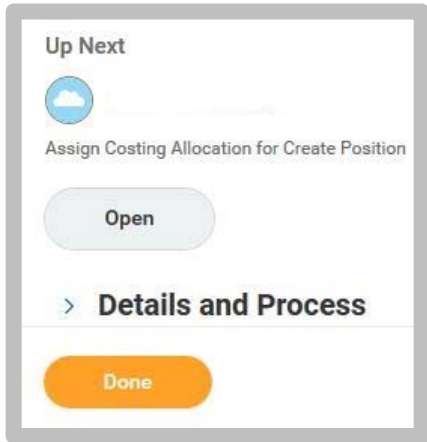 Up Next
Assign Costing Allocation for Create Position
Open
Details and Process
Done